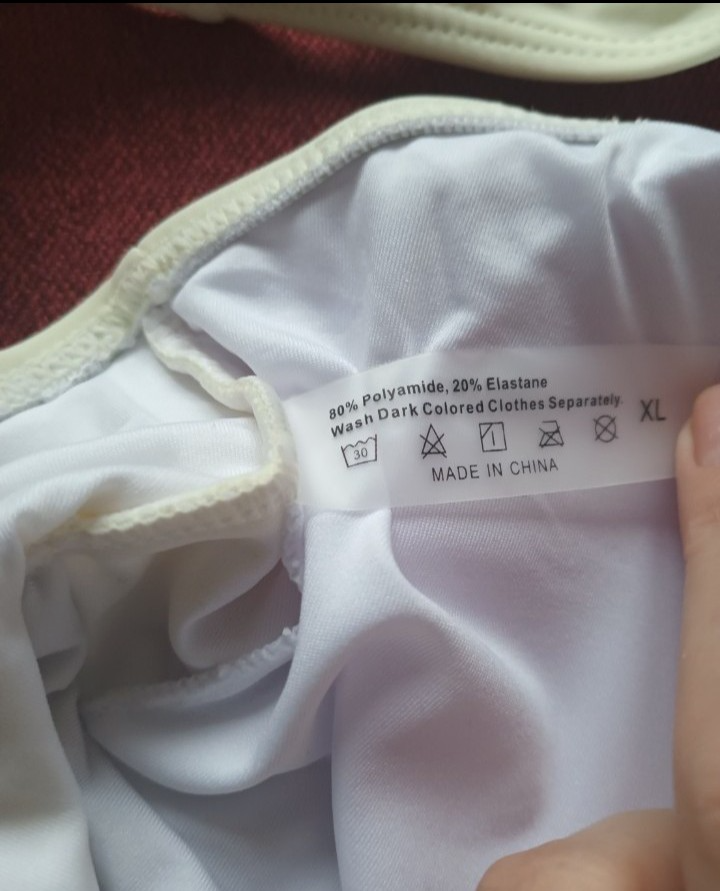 80% Polyamide, 20% Elastane
Wash Dark Colored Clothes Separately.
XL
30
MADE IN CHINA